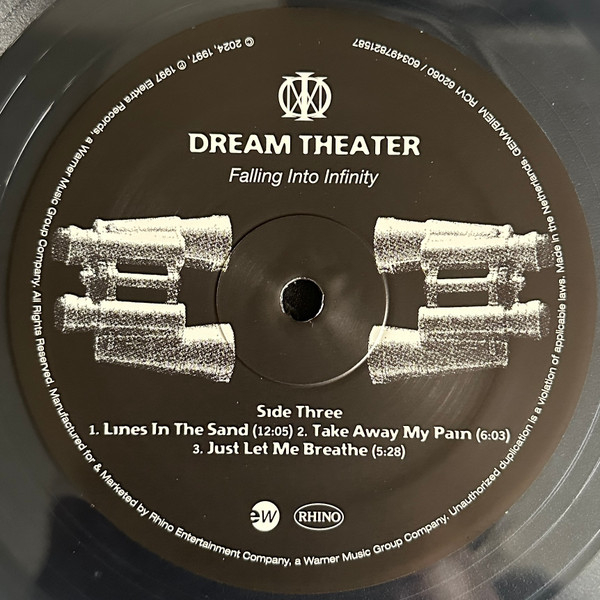 DREAM THEATER
Falling Into Infinity
Side Three
1. Lines In The Sand (12:05) 2. Take Away My Pain (6:03)
3. Just Let Me Breathe (5:28)
ew
RHINO
℗ 1997 Elektra Records, a Warner Music Group Company. All Rights Reserved. Manufactured for & Marketed by Rhino Entertainment Company, a Warner Music Group Company. Unauthorized duplication is a violation of applicable laws. Made in the Netherlands. GEMA/BIEM RCV1 62060 / 603497821587
© 2024, 1997,